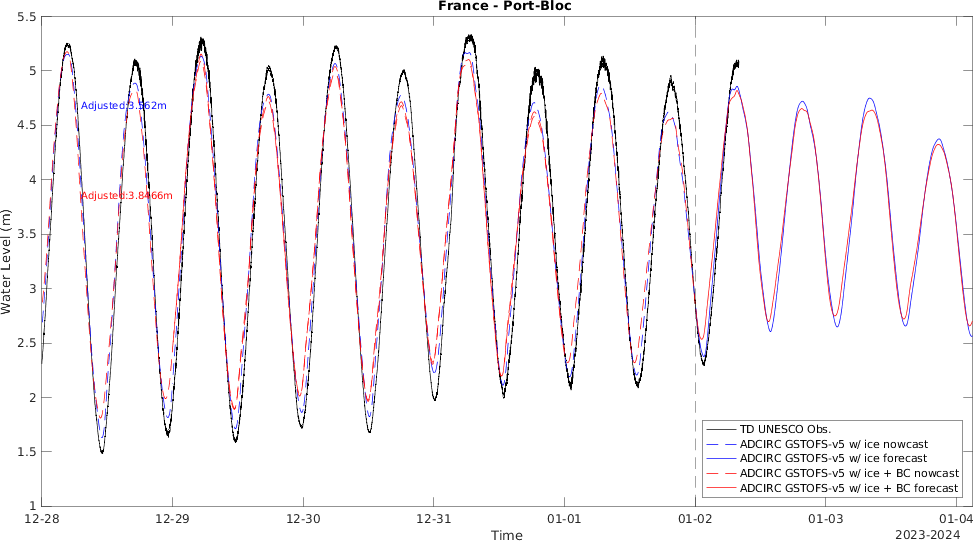 France - Port-Bloc
5.5
5
4.5
4
3.5
3
2.5
2
1.5
1
Water Level (m)
Adjusted:3.562m
Adjusted:3.8466m
TD UNESCO Obs.
ADCIRC GSTOFS-v5 w/ ice nowcast
ADCIRC GSTOFS-v5 w/ ice forecast
ADCIRC GSTOFS-v5 w/ ice + BC nowcast
ADCIRC GSTOFS-v5 w/ ice + BC forecast
12-28 12-29 12-30 12-31 01-01 01-02 01-03 01-04
Time
2023-2024